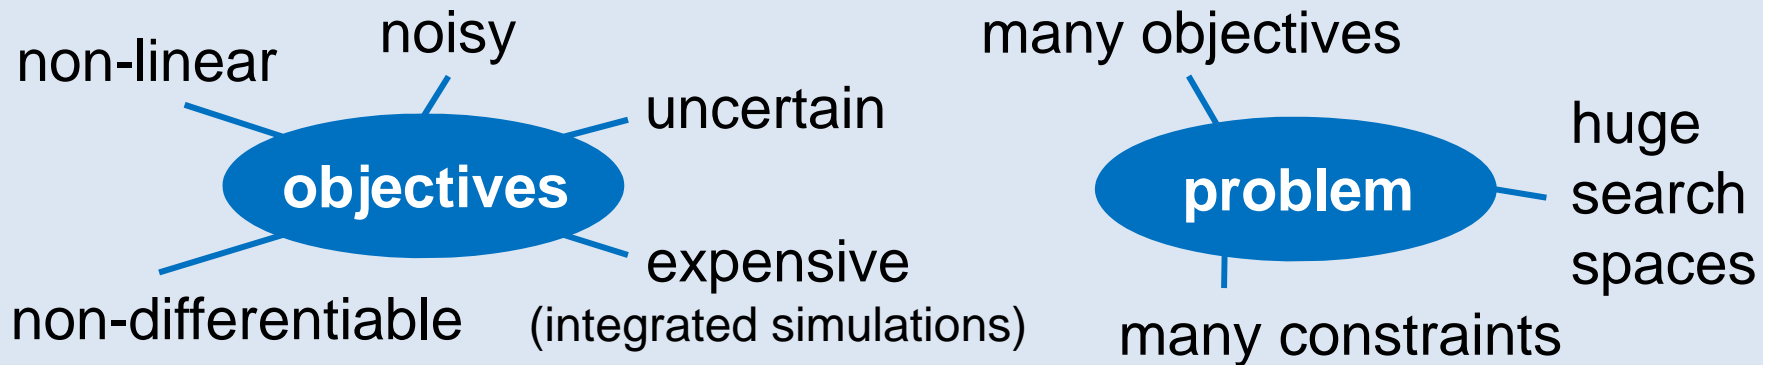 non-linear
noisy
uncertain
objectives
expensive
(integrated simulations)
non-differentiable
many objectives
huge
search
spaces
problem
many constraints